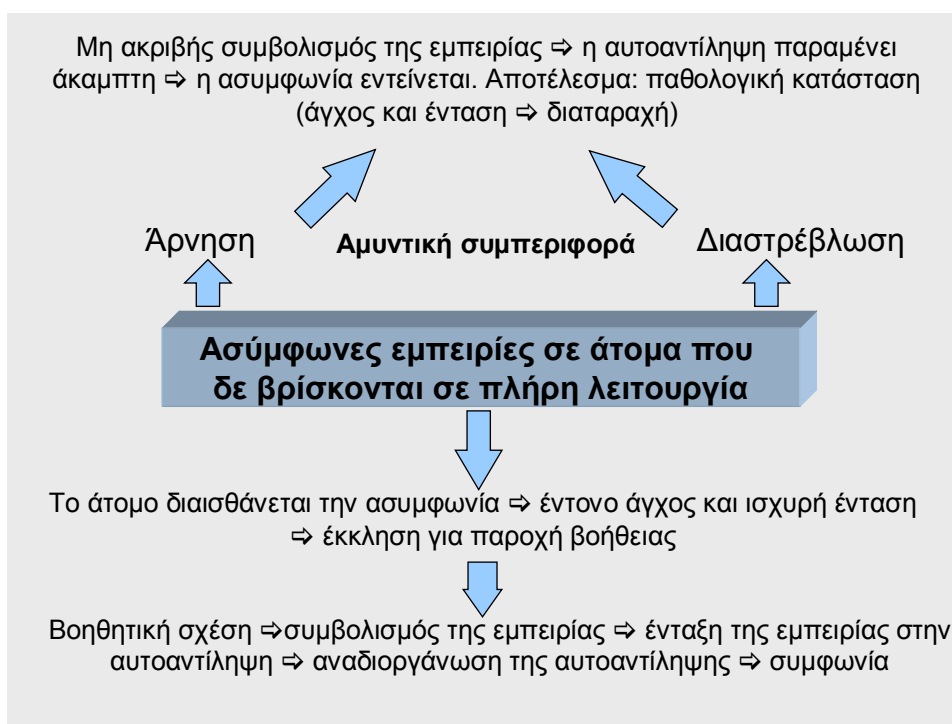 Μη ακριβής συμβολισμός της εμπειρίας ⇨ η αυτοαντίληψη παραμένει
άκαμπτη ⇨ η ασυμφωνία εντείνεται. Αποτέλεσμα: παθολογική κατάσταση
(άγχος και ένταση ⇨ διαταραχή)
Άρνηση Αμυντική συμπεριφορά Διαστρέβλωση
Ασύμφωνες εμπειρίες σε άτομα που
δε βρίσκονται σε πλήρη λειτουργία
Το άτομο διαισθάνεται την ασυμφωνία ⇨ έντονο άγχος και ισχυρή ένταση
⇨ έκκληση για παροχή βοήθειας
Βοηθητική σχέση ⇨συμβολισμός της εμπειρίας ⇨ ένταξη της εμπειρίας στην
αυτοαντίληψη ⇨ αναδιοργάνωση της αυτοαντίληψης ⇨ συμφωνία